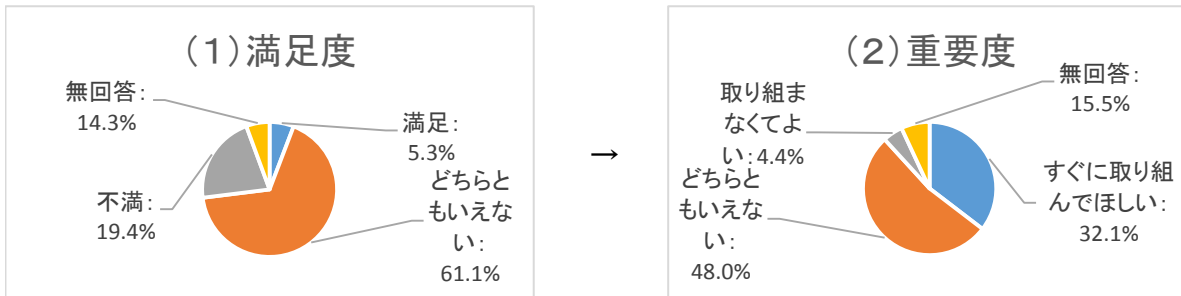 （1）満足度
無回答：
14.3%
満足：
5.3%
不満：
19.4%
どちらと
もいえな
い：
61.1%
→
（2）重要度
取り組ま
なくてよ
い：4.4%
無回答：
15.5%
どちらと
もいえな
い：
48.0%
すぐに取り組
んでほしい：
32.1%